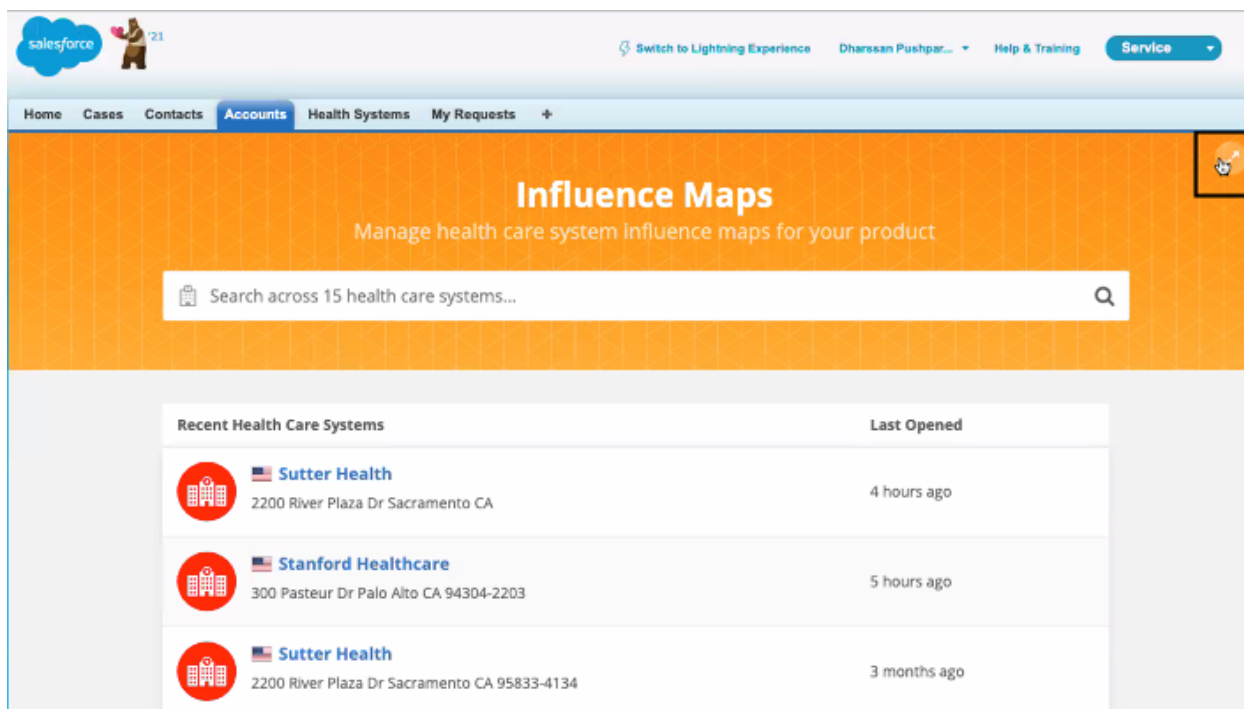 salesforce
'21
Switch to Lightning Experience
Dharssan Pushpar...
Help & Training
Service
Home
Cases
Contacts
Accounts
Health Systems
My Requests
+
Influence Maps
Manage health care system influence maps for your product
Search across 15 health care systems...
Recent Health Care Systems
Last Opened
Sutter Health
2200 River Plaza Dr Sacramento CA
4 hours ago
Stanford Healthcare
300 Pasteur Dr Palo Alto CA 94304-2203
5 hours ago
Sutter Health
2200 River Plaza Dr Sacramento CA 95833-4134
3 months ago